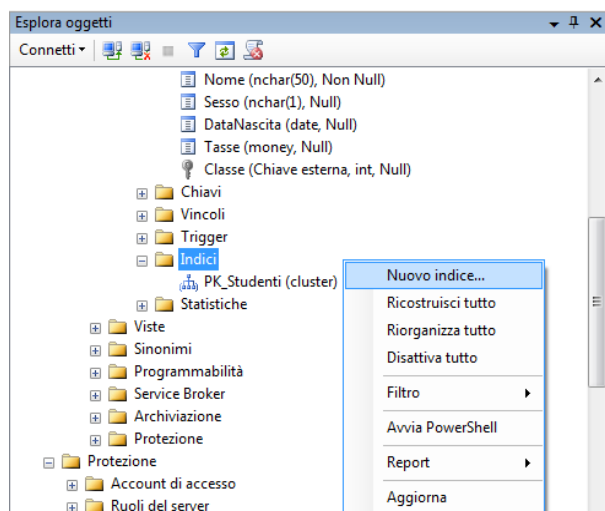 Esplora oggetti
Connetti
Nome (nchar(50), Non Null)
Sesso (nchar(1), Null)
DataNascita (date, Null)
Tasse (money, Null)
Classe (Chiave esterna, int, Null)
Chiavi
Vincoli
Trigger
Indici
PK_Studenti (cluster)
Statistiche
Viste
Sinonimi
Programmabilità
Service Broker
Archiviazione
Protezione
Protezione
Account di accesso
Ruoli del server
Nuovo indice...
Ricostruisci tutto
Riorganizza tutto
Disattiva tutto
Filtro
Avvia PowerShell
Report
Aggiorna